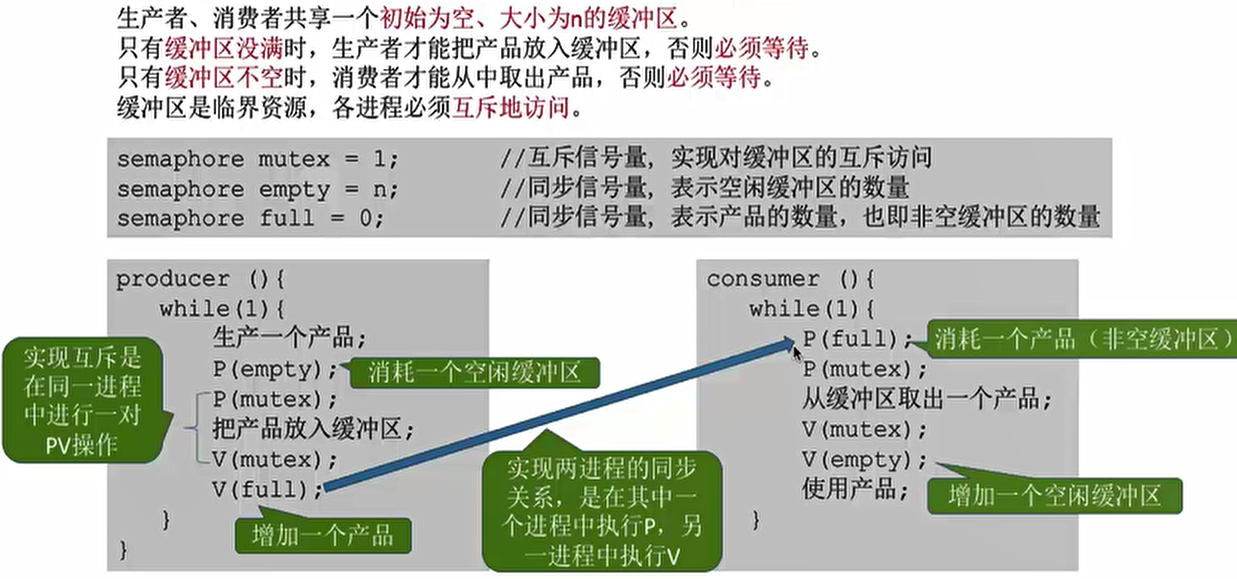 生产者、消费者共享一个初始为空、大小为n的缓冲区。
只有缓冲区没满时，生产者才能把产品放入缓冲区，否则必须等待。
只有缓冲区不空时，消费者才能从中取出产品，否则必须等待。
缓冲区是临界资源，各进程必须互斥地访问。
semaphore mutex = 1; //互斥信号量，实现对缓冲区的互斥访问
semaphore empty = n; //同步信号量，表示空闲缓冲区的数量
semaphore full = 0; //同步信号量，表示产品的数量，也即非空缓冲区的数量
producer (){
while(1){
生产一个产品;
P(empty);
P(mutex);
把产品放入缓冲区;
V(mutex);
V(full);
}
}
实现互斥是
在同一进程
中进行一对
PV操作
消耗一个空闲缓冲区
增加一个产品
实现两进程的同步
关系，是在其中一
个进程中执行P，另
一进程中执行V
consumer (){
while(1){
P(full);
P(mutex);
从缓冲区取出一个产品;
V(mutex);
V(empty);
使用产品;
}
}
消耗一个产品（非空缓冲区）
增加一个空闲缓冲区